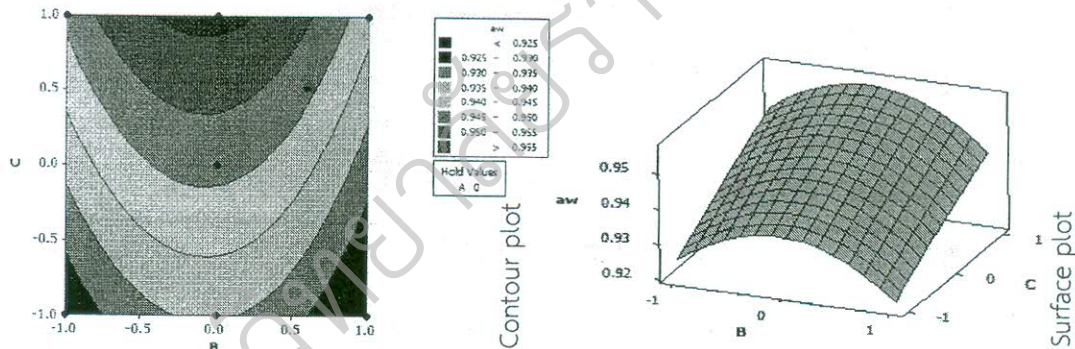 1.0
0.5
0.0
-0.5
-1.0
C
-1.0 -0.5 0.0 0.5 1.0
B
aw
< 0.925
0.925 – 0.930
0.930 – 0.935
0.935 – 0.940
0.940 – 0.945
0.945 – 0.950
0.950 – 0.955
> 0.955
Hold Values
A 0
Contour plot
aw
0.95
0.94
0.93
0.92
-1
0
1
B
-1
0
1
C
Surface plot